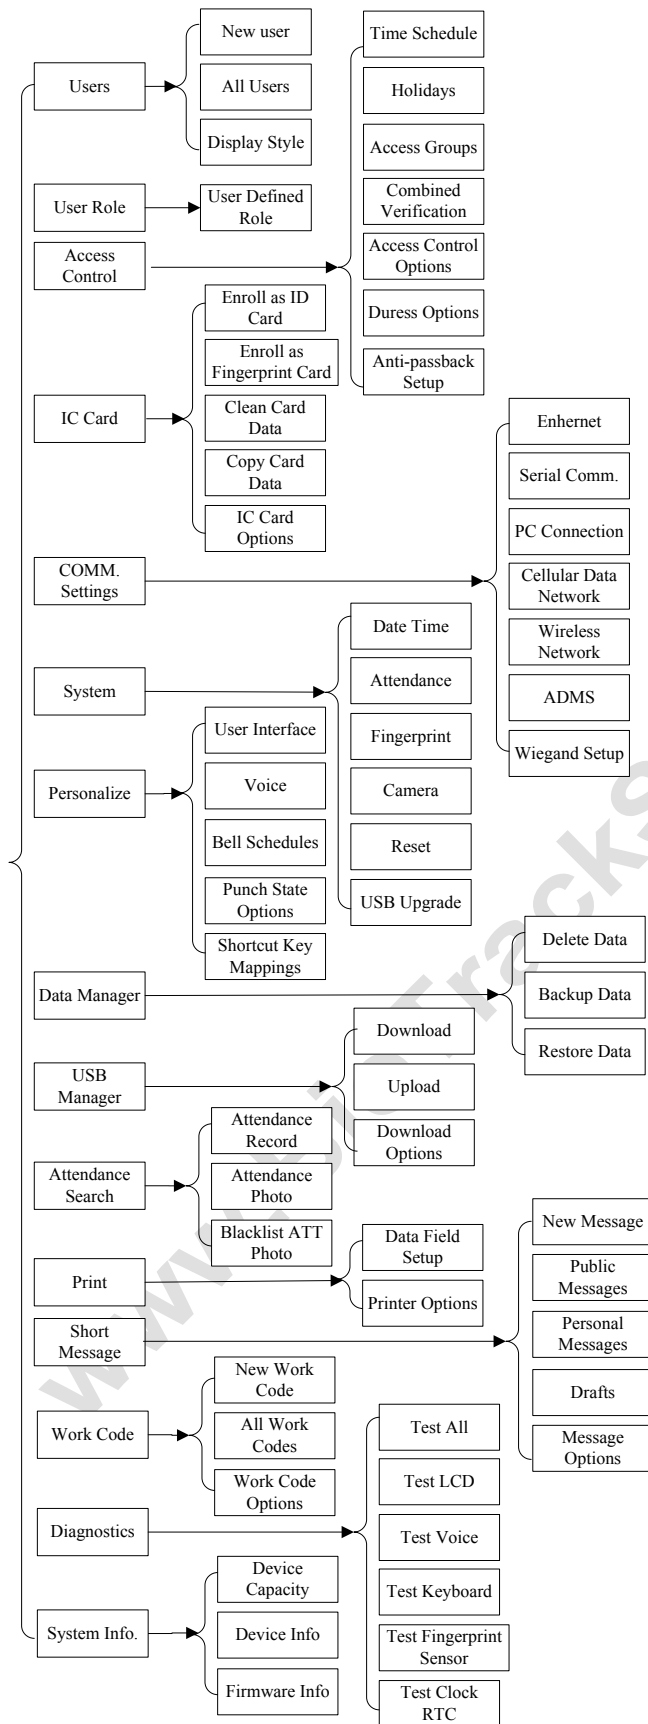 Users
New user
All Users
Display Style
User Role
User Defined
Role
Access
Control
Time Schedule
Holidays
Access Groups
Combined
Verification
Access Control
Options
Duress Options
Anti-passback
Setup
IC Card
Enroll as ID
Card
Enroll as
Fingerprint Card
Clean Card
Data
Copy Card
Data
IC Card
Options
COMM.
Settings
Enhernet
Serial Comm.
PC Connection
Cellular Data
Network
Wireless
Network
ADMS
Wiegand Setup
System
Date Time
Attendance
Fingerprint
Camera
Reset
USB Upgrade
Personalize
User Interface
Voice
Bell Schedules
Punch State
Options
Shortcut Key
Mappings
Data Manager
Delete Data
Backup Data
Restore Data
USB
Manager
Download
Upload
Download
Options
Attendance
Search
Attendance
Record
Attendance
Photo
Blacklist ATT
Photo
Print
Data Field
Setup
Printer Options
Short
Message
New Message
Public
Messages
Personal
Messages
Drafts
Message
Options
Work Code
New Work
Code
All Work
Codes
Work Code
Options
Diagnostics
Test All
Test LCD
Test Voice
Test Keyboard
Test Fingerprint
Sensor
Test Clock
RTC
System Info.
Device
Capacity
Device Info
Firmware Info